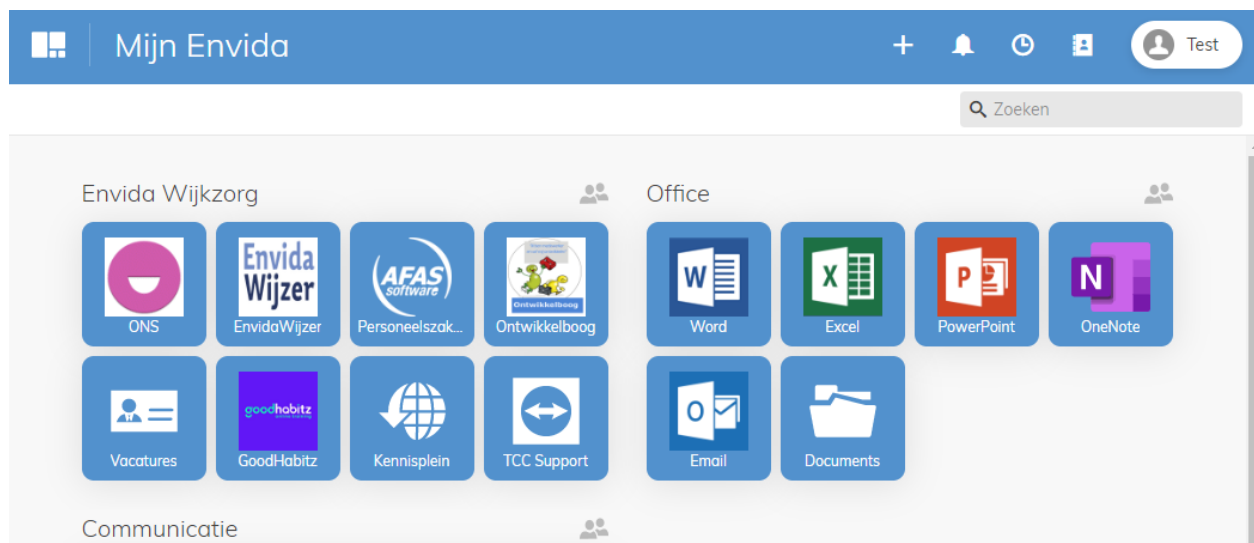 Mijn Envida
Test
Zoeken
Envida Wijkzorg
Office
ONS
Envida
Wijzer
EnvidaWijzer
AFAS
software
Personeelszak...
Ontwikkelboog
Ontwikkelboog
W
Word
X
Excel
P
PowerPoint
N
OneNote
Vacatures
goodhabitz
GoodHabitz
Kennisplein
TCC Support
O
Email
Documents
Communicatie